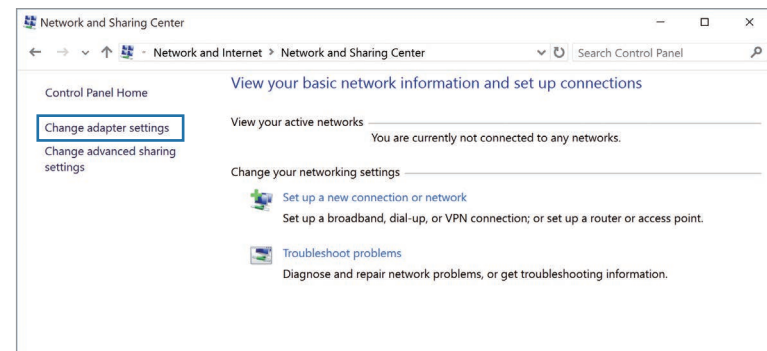 Network and Sharing Center
Network and Internet > Network and Sharing Center
Search Control Panel
Control Panel Home
Change adapter settings
Change advanced sharing
settings
View your basic network information and set up connections
View your active networks
You are currently not connected to any networks.
Change your networking settings
Set up a new connection or network
Set up a broadband, dial-up, or VPN connection; or set up a router or access point.
Troubleshoot problems
Diagnose and repair network problems, or get troubleshooting information.